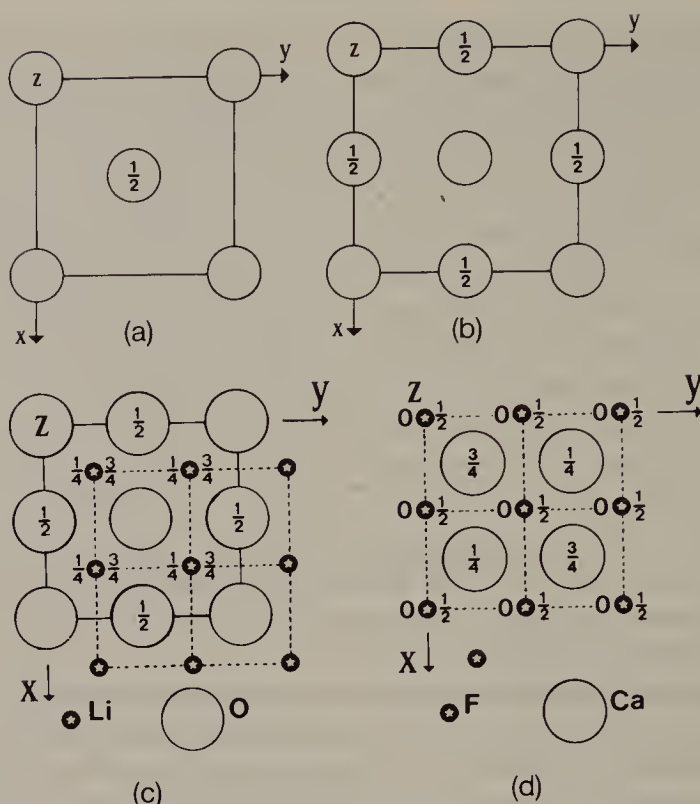 y
z
1/2
x
(a)
y
z 1/2
1/2 1/2
1/2
x
(b)
y
z 1/2
1/4 3/4 1/4 3/4
1/2 1/2
1/4 3/4 1/4 3/4
1/2
x
Li O
(c)
z y
0 1/2 0 1/2 0 1/2
3/4 1/4
0 1/2 0 1/2 0 1/2
1/4 3/4
0 1/2 0 1/2 0 1/2
x
F Ca
(d)